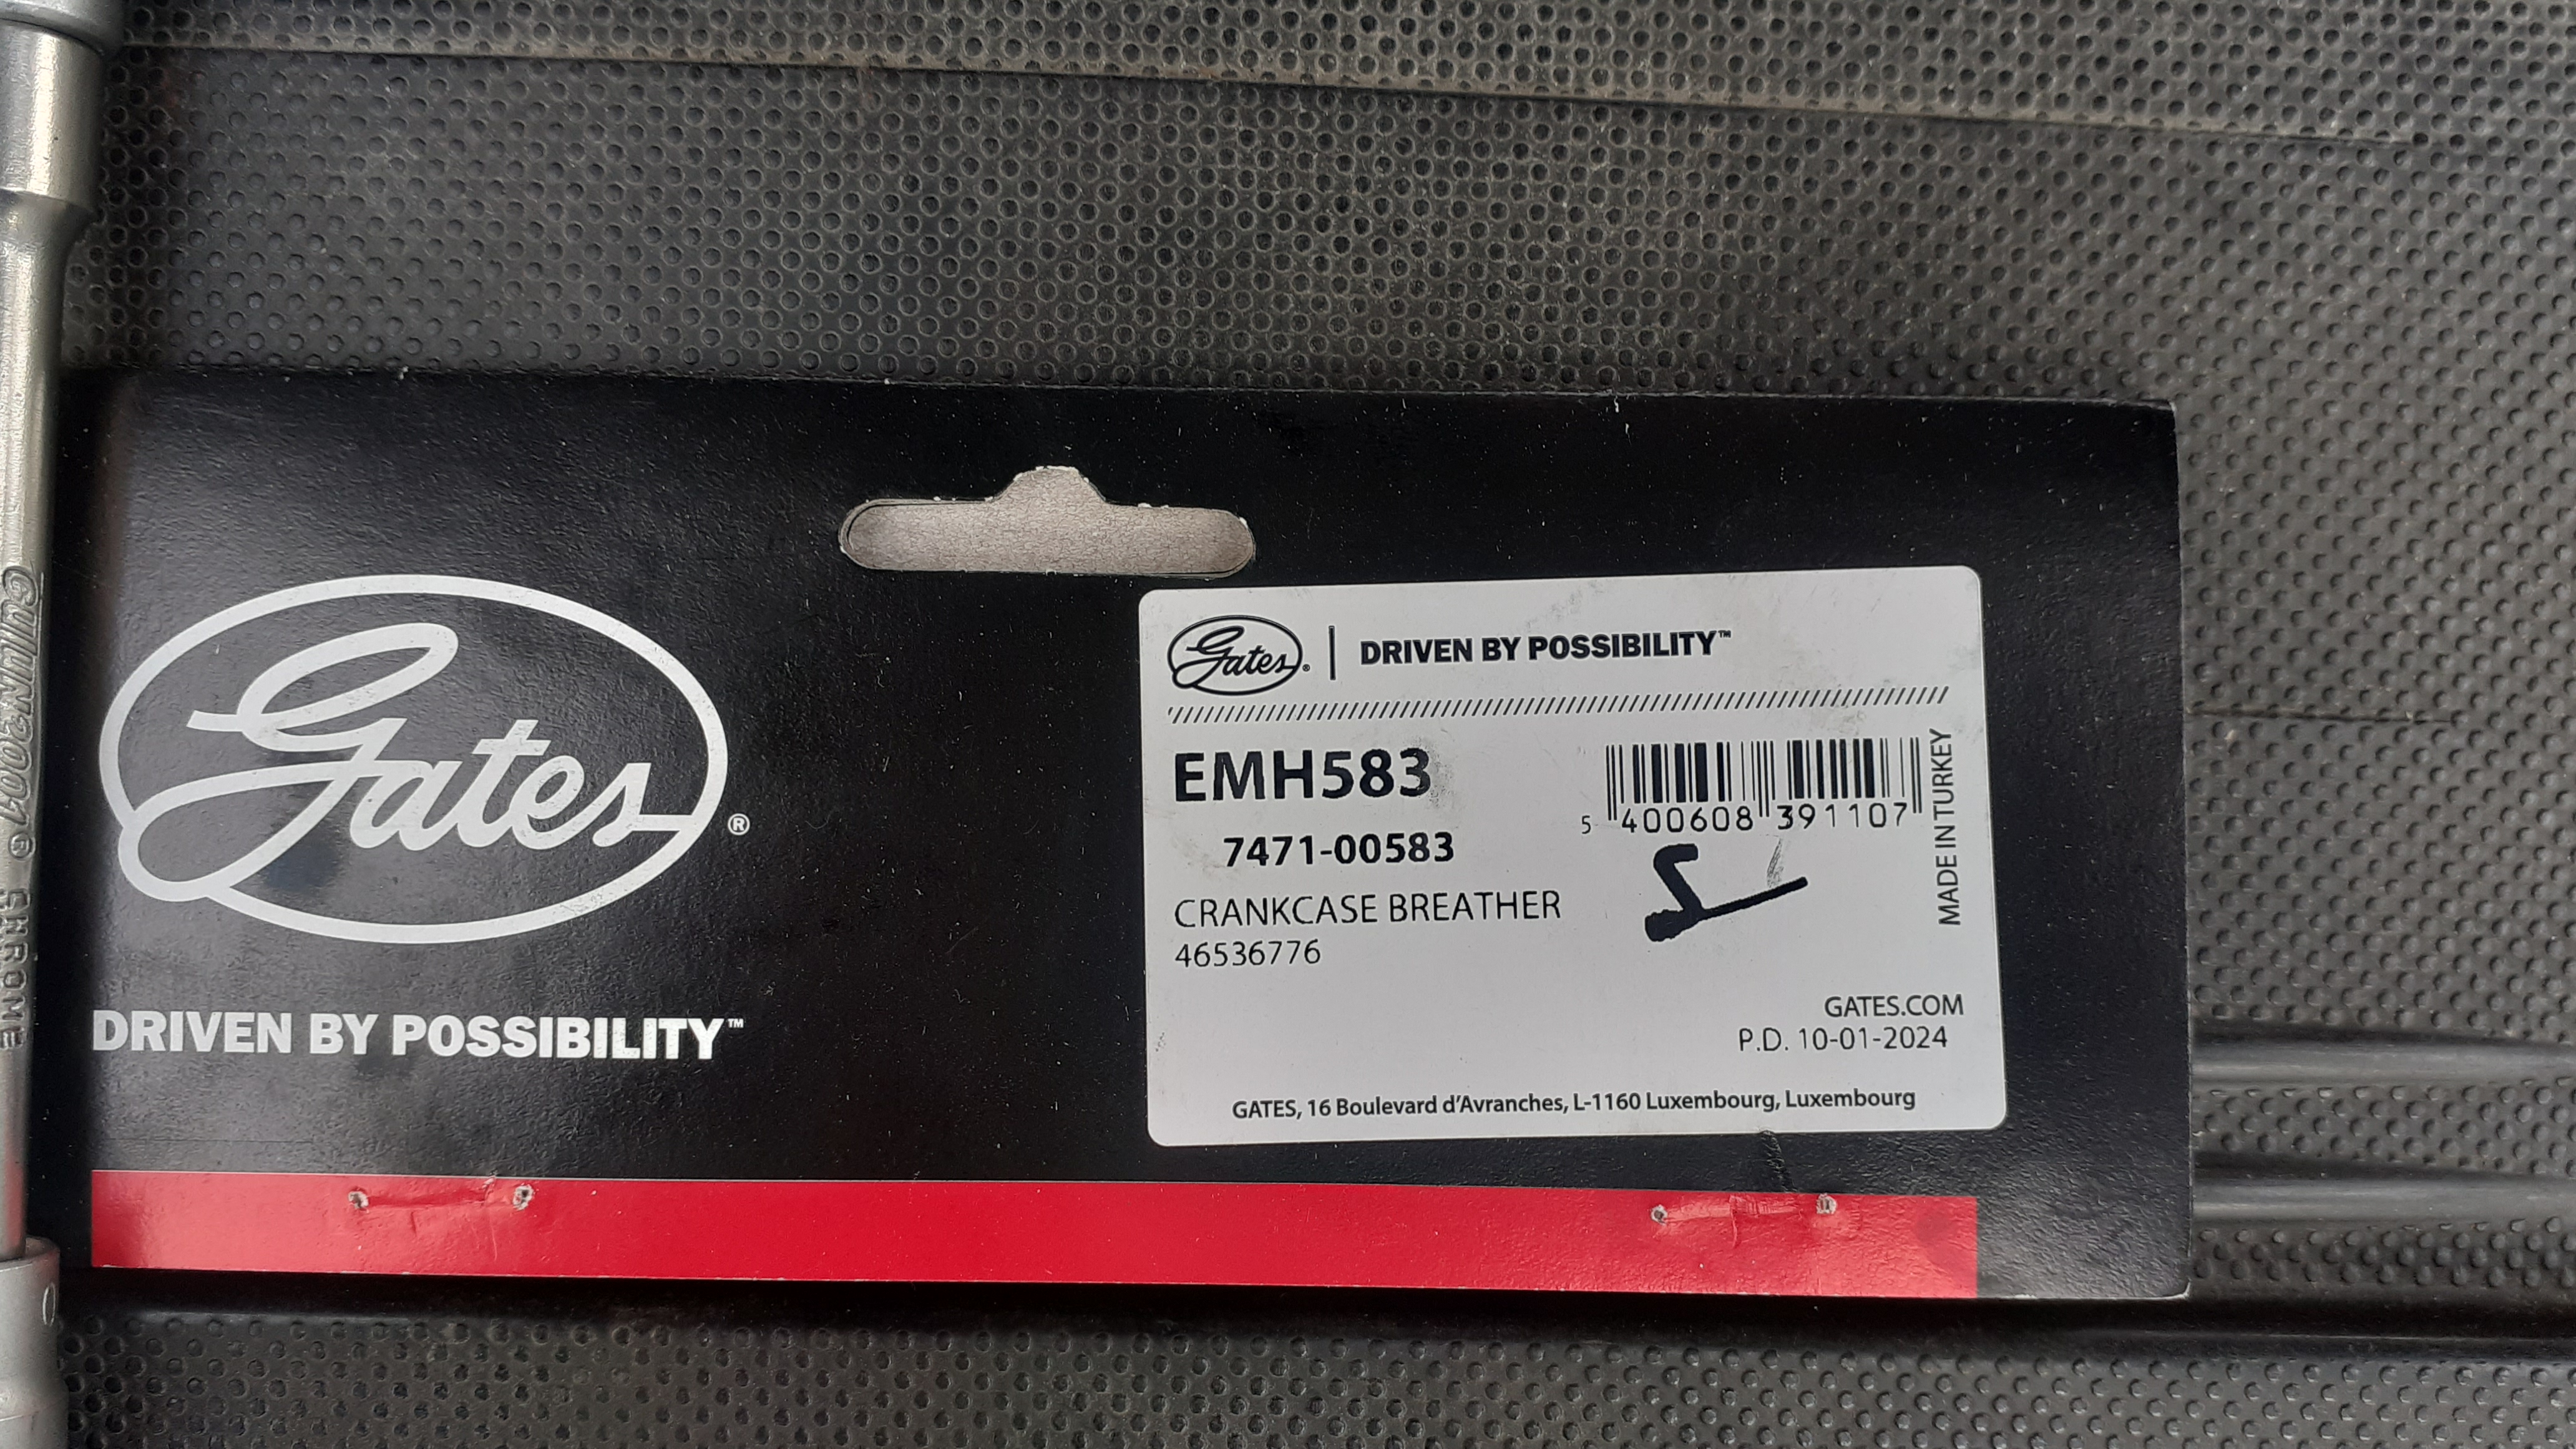 Gates®
DRIVEN BY POSSIBILITY™
Gates® | DRIVEN BY POSSIBILITY™
EMH583
7471-00583
CRANKCASE BREATHER
46536776
5 400608 391107
MADE IN TURKEY
GATES.COM
P.D. 10-01-2024
GATES, 16 Boulevard d'Avranches, L-1160 Luxembourg, Luxembourg